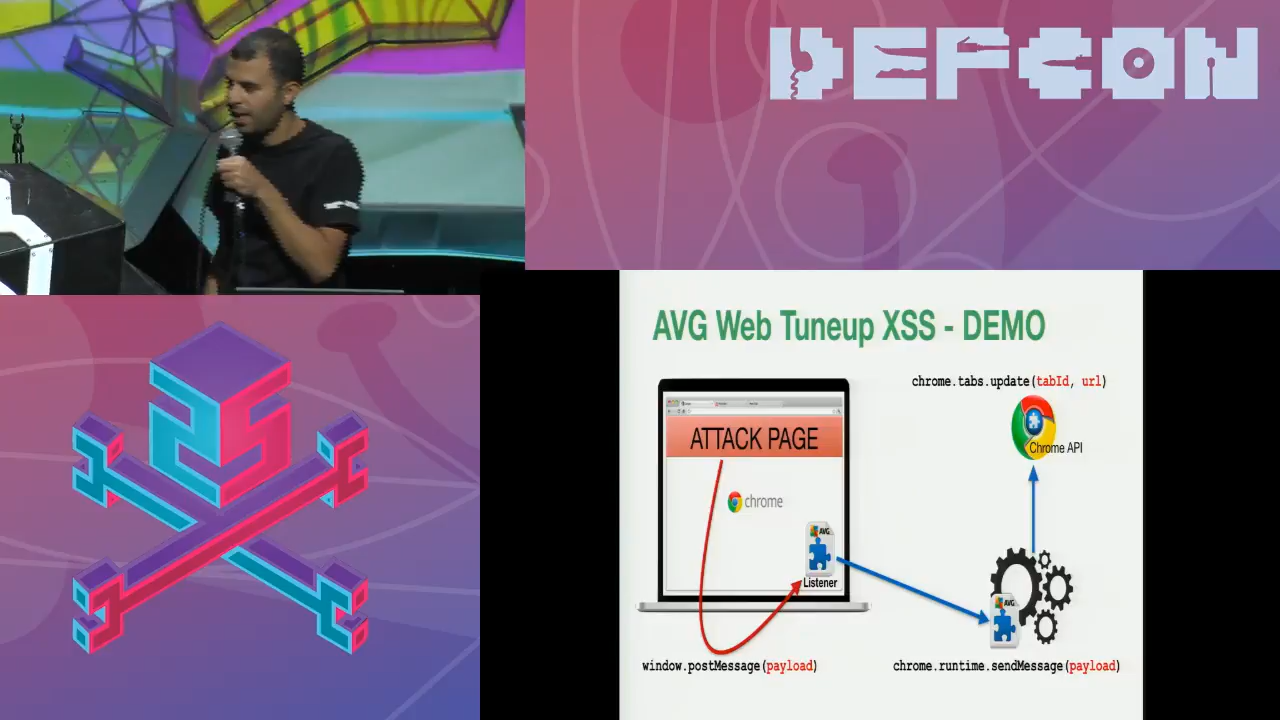 DEFCON
AVG Web Tuneup XSS - DEMO
chrome.tabs.update(tabId, url)
ATTACK PAGE
Chrome API
chrome
AVG
Listener
AVG
window.postMessage(payload)
chrome.runtime.sendMessage(payload)